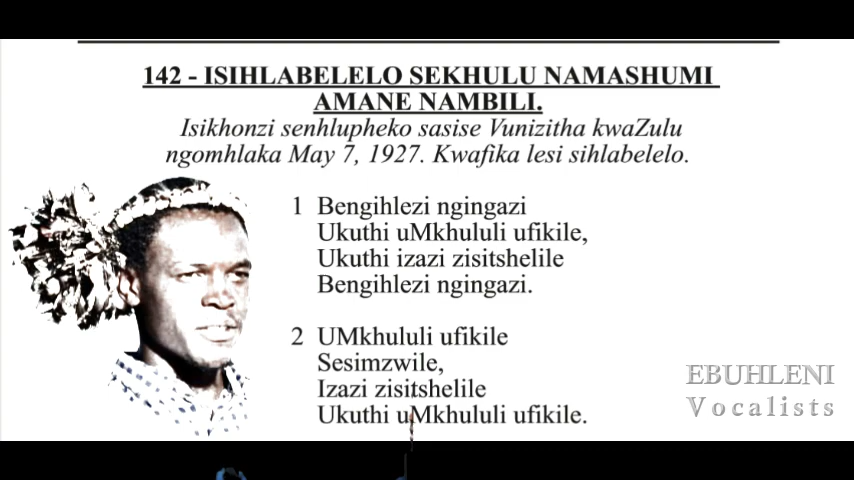 142 - ISIHLABELELO SEKHULU NAMASHUMI
AMANE NAMBILI.
Isikhonzi senhlupheko sasise Vunizitha kwaZulu
ngomhlaka May 7, 1927. Kwafika lesi sihlabelelo.
1 Bengihlezi ngingazi
Ukuthi uMkhululi ufikile,
Ukuthi izazi zisitshelile
Bengihlezi ngingazi.
2 UMkhululi ufikile
Sesimzwile,
Izazi zisitshelile
Ukuthi uMkhululi ufikile.
EBUHLENI
Vocalists